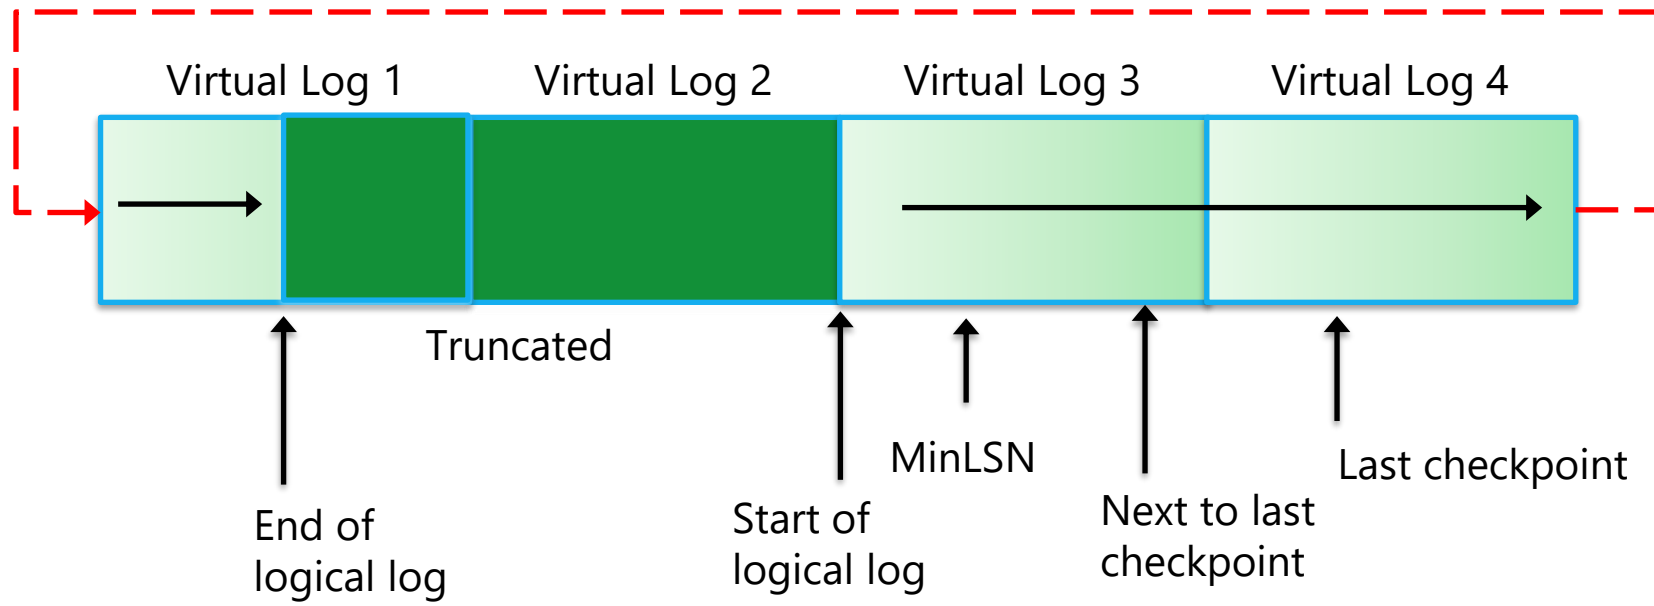 Virtual Log 1
Virtual Log 2
Virtual Log 3
Virtual Log 4
Truncated
MinLSN
Last checkpoint
End of
logical log
Start of
logical log
Next to last
checkpoint